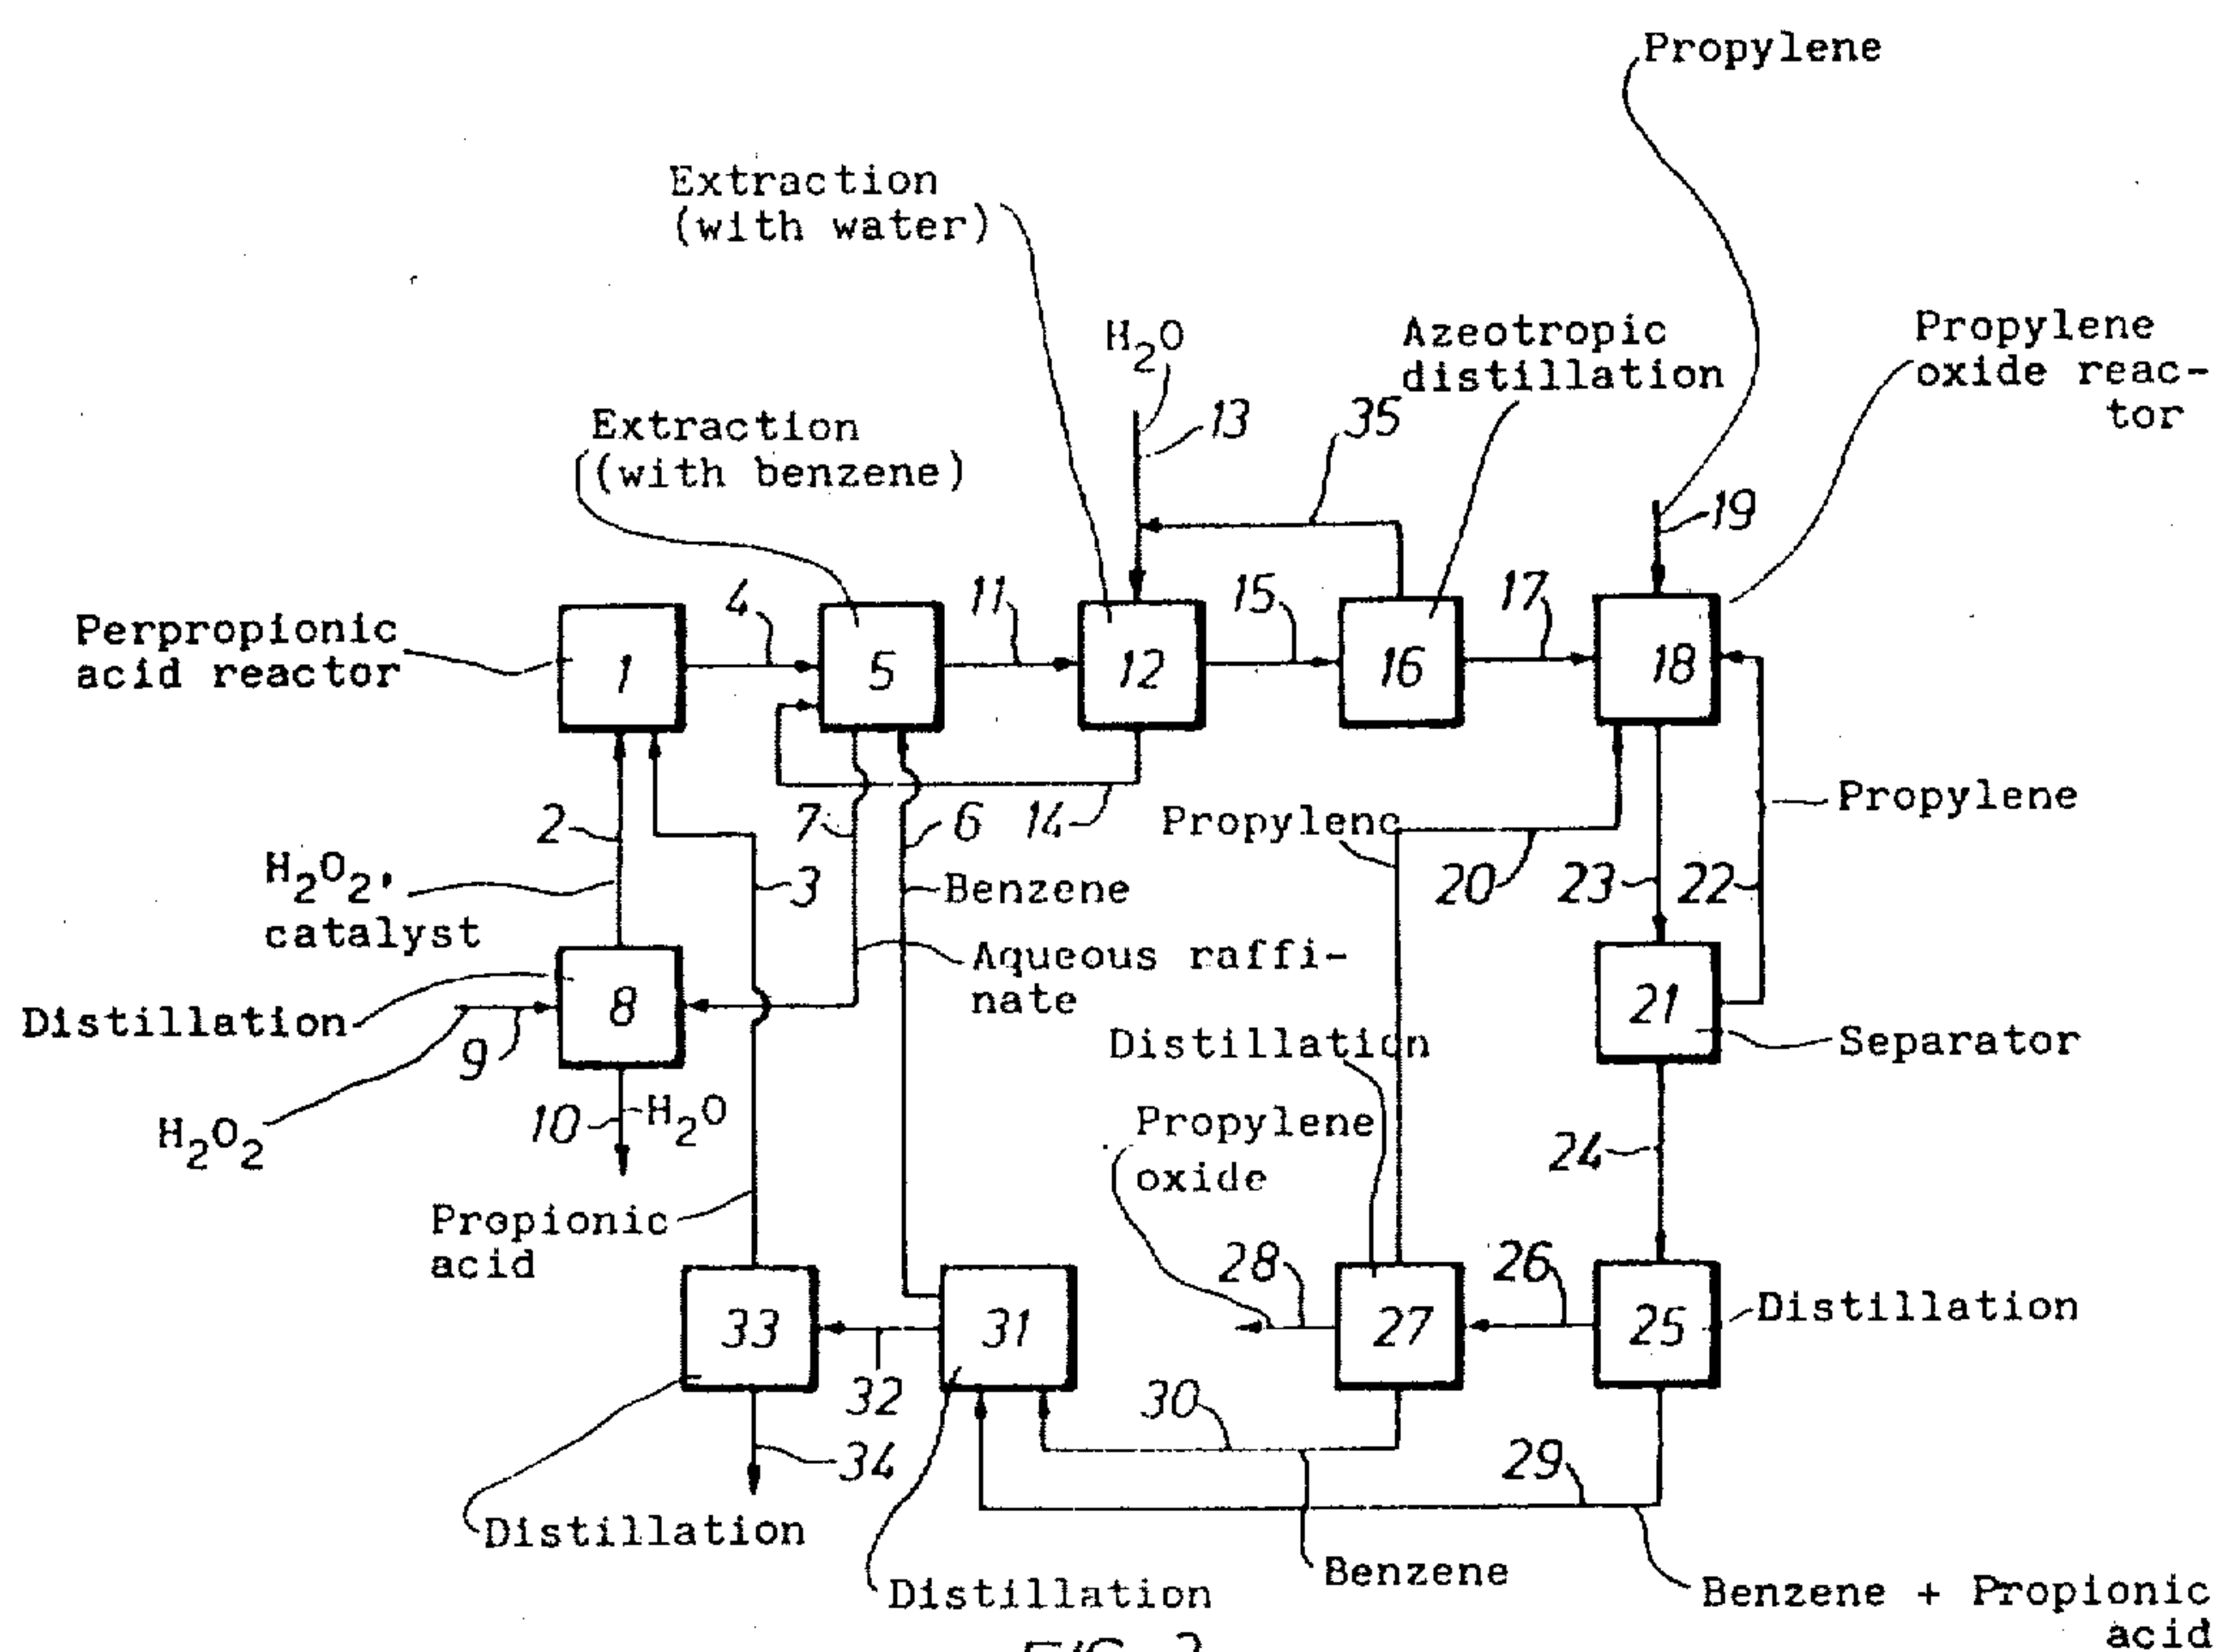 Propylene
Extraction
(with water)
H2O
Azeotropic
distillation
Propylene
oxide reac-
tor
13
35
Extraction
(with benzene)
19
4
11
15
17
Perpropionic
acid reactor
1
5
12
16
18
2
7
6
14
Propylene
Propylene
H2O2,
catalyst
3
Benzene
20
23
22
Aqueous raffi-
nate
Distillation
8
21
9
Distillation
Separator
H2O2
10
H2O
Propylene
oxide
24
Propionic
acid
28
26
33
31
27
25
Distillation
32
30
34
29
Distillation
Distillation
Benzene
Benzene + Propionic
acid